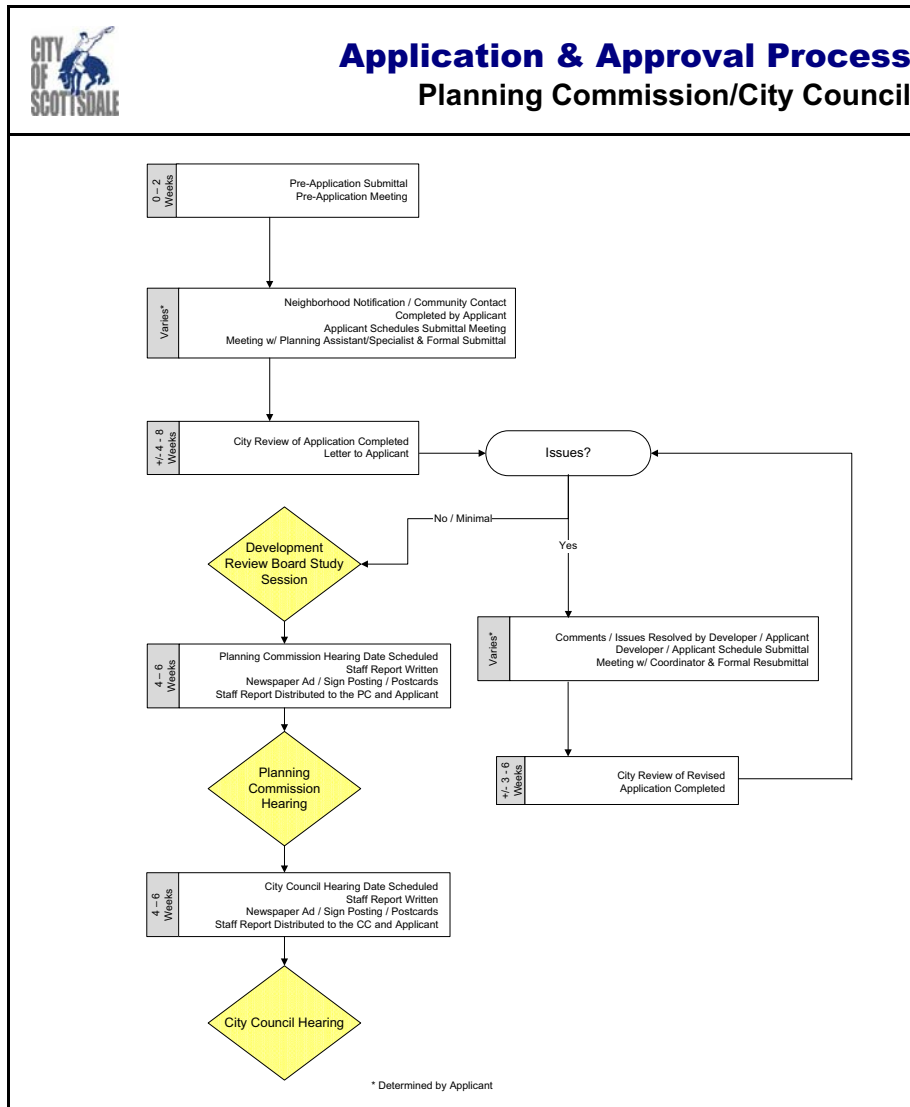 CITY
OF
SCOTTSDALE
Application & Approval Process
Planning Commission/City Council
0 – 2
Weeks
Pre-Application Submittal
Pre-Application Meeting
Varies*
Neighborhood Notification / Community Contact
Completed by Applicant
Applicant Schedules Submittal Meeting
Meeting w/ Planning Assistant/Specialist & Formal Submittal
+/- 4 - 8
Weeks
City Review of Application Completed
Letter to Applicant
Issues?
No / Minimal
Yes
Development
Review Board Study
Session
Varies*
Comments / Issues Resolved by Developer / Applicant
Developer / Applicant Schedule Submittal
Meeting w/ Coordinator & Formal Resubmittal
4 – 6
Weeks
Planning Commission Hearing Date Scheduled
Staff Report Written
Newspaper Ad / Sign Posting / Postcards
Staff Report Distributed to the PC and Applicant
Planning
Commission
Hearing
+/- 3 - 6
Weeks
City Review of Revised
Application Completed
4 – 6
Weeks
City Council Hearing Date Scheduled
Staff Report Written
Newspaper Ad / Sign Posting / Postcards
Staff Report Distributed to the CC and Applicant
City Council Hearing
* Determined by Applicant